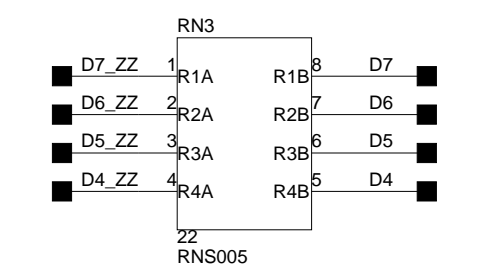 RN3
D7_ZZ 1 R1A R1B 8 D7
D6_ZZ 2 R2A R2B 7 D6
D5_ZZ 3 R3A R3B 6 D5
D4_ZZ 4 R4A R4B 5 D4
22
RNS005